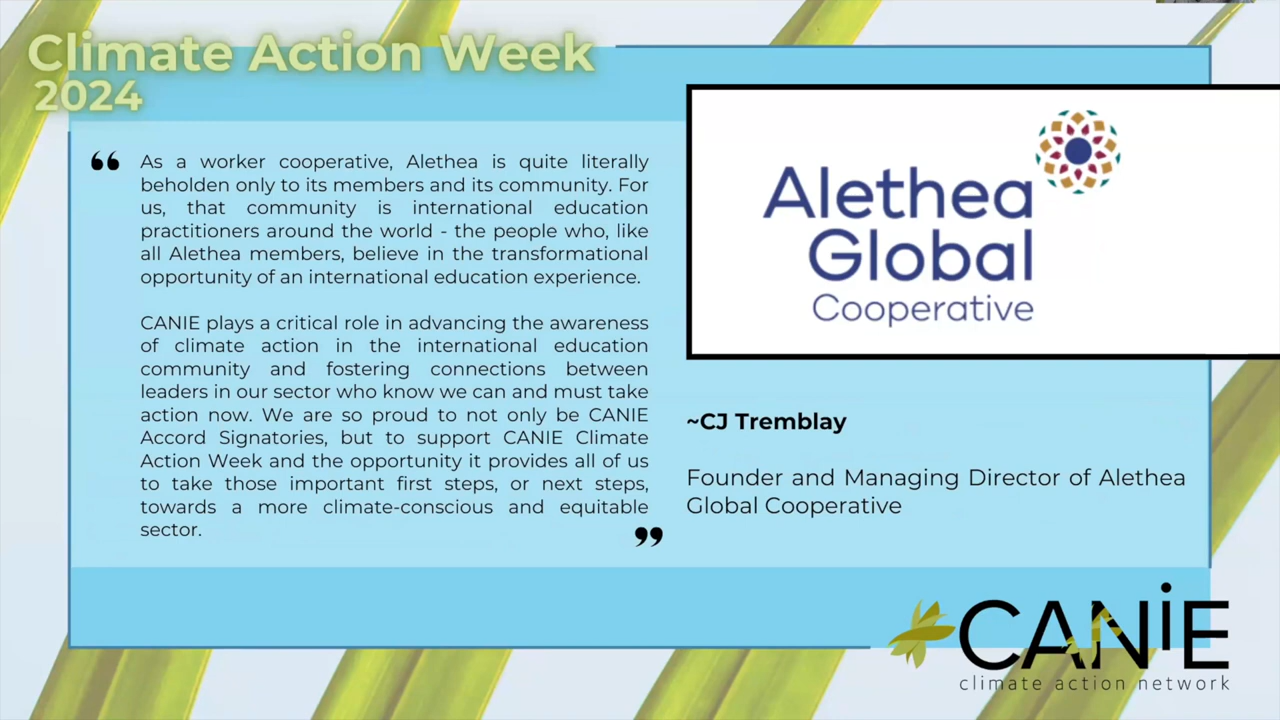 Climate Action Week
2024
“ As a worker cooperative, Alethea is quite literally
beholden only to its members and its community. For
us, that community is international education
practitioners around the world - the people who, like
all Alethea members, believe in the transformational
opportunity of an international education experience.
CANIE plays a critical role in advancing the awareness
of climate action in the international education
community and fostering connections between
leaders in our sector who know we can and must take
action now. We are so proud to not only be CANIE
Accord Signatories, but to support CANIE Climate
Action Week and the opportunity it provides all of us
to take those important first steps, or next steps,
towards a more climate-conscious and equitable
sector. ”
Alethea
Global
Cooperative
~CJ Tremblay
Founder and Managing Director of Alethea
Global Cooperative
CANiE
climate action network